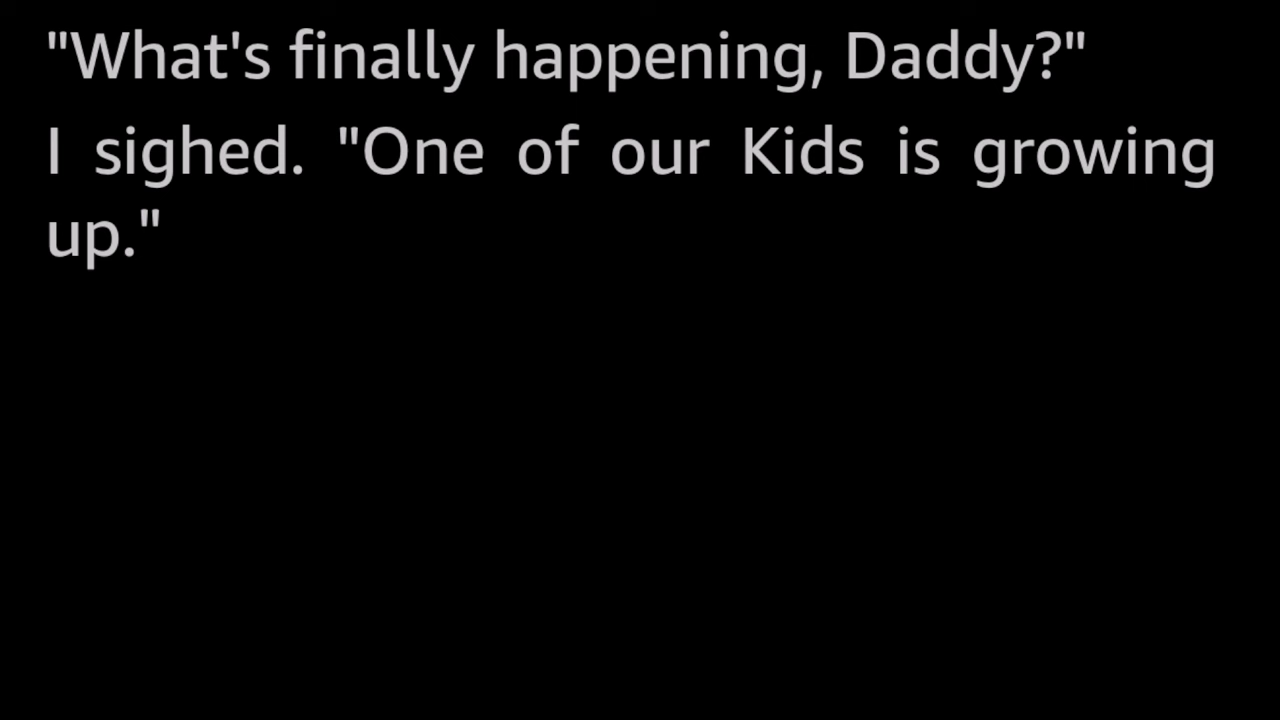 "What's finally happening, Daddy?"
I sighed. "One of our Kids is growing
up."